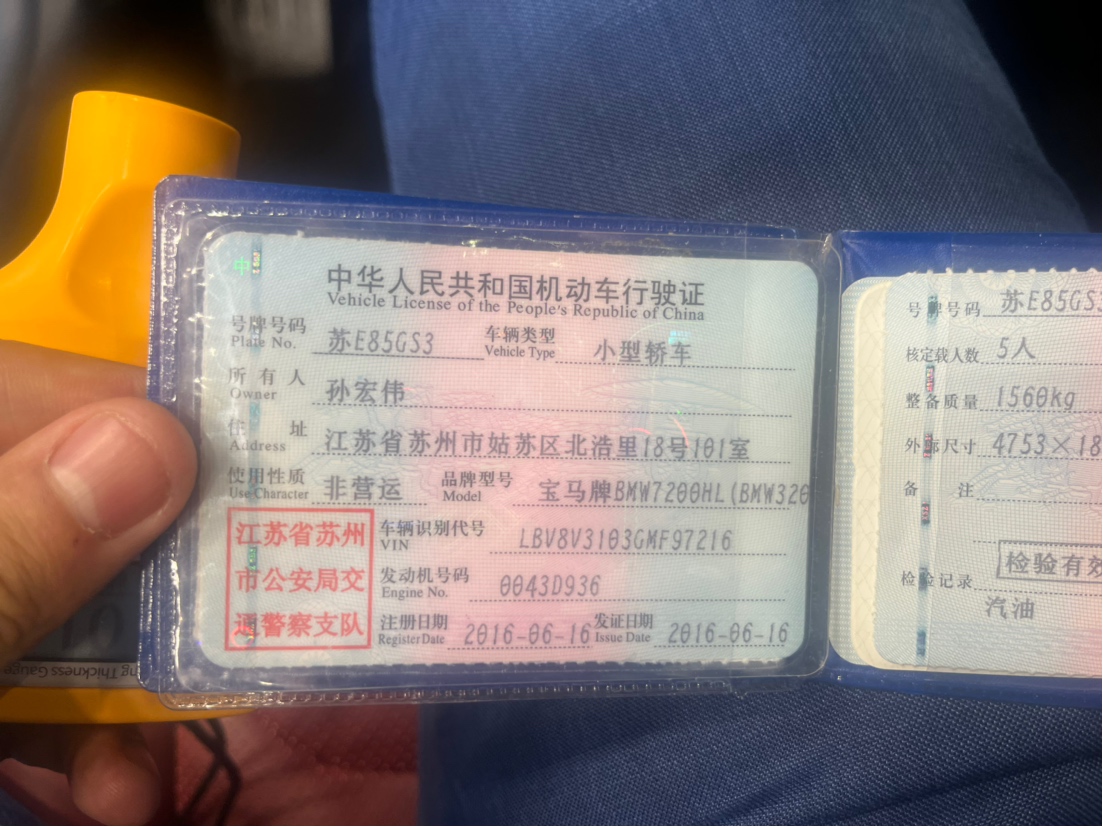 中华人民共和国机动车行驶证
Vehicle License of the People's Republic of China
号牌号码 苏E85GS3 车辆类型 小型轿车
Plate No. Vehicle Type
所有人 孙宏伟
Owner
住址 江苏省苏州市姑苏区北浩里18号101室
Address
使用性质 非营运 品牌型号 宝马牌BMW7200HL(BMW320
Use Character Model
江苏省苏州
市公安局交
通警察支队
车辆识别代号 LBV8V3103GMF97216
VIN
发动机号码 0043D936
Engine No.
注册日期 2016-06-16 发证日期 2016-06-16
Register Date Issue Date
号牌号码 苏E85GS3
核定载人数 5人
整备质量 1560kg
外廓尺寸 4753×18
备注
检验有效
检验记录
汽油
ng Thickness Gauge